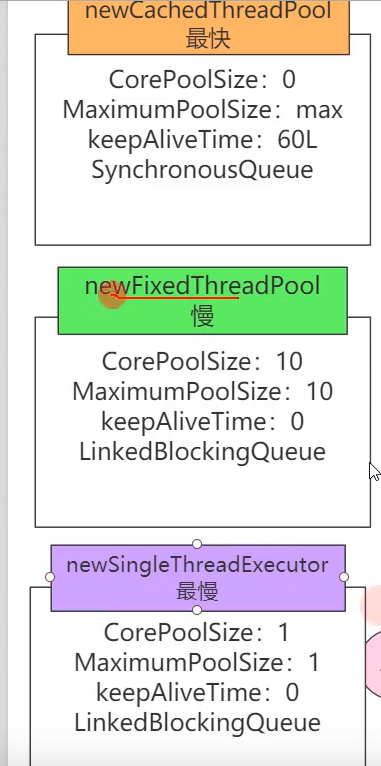 newCachedThreadPool
最快
CorePoolSize：0
MaximumPoolSize：max
keepAliveTime：60L
SynchronousQueue
newFixedThreadPool
慢
CorePoolSize：10
MaximumPoolSize：10
keepAliveTime：0
LinkedBlockingQueue
newSingleThreadExecutor
最慢
CorePoolSize：1
MaximumPoolSize：1
keepAliveTime：0
LinkedBlockingQueue